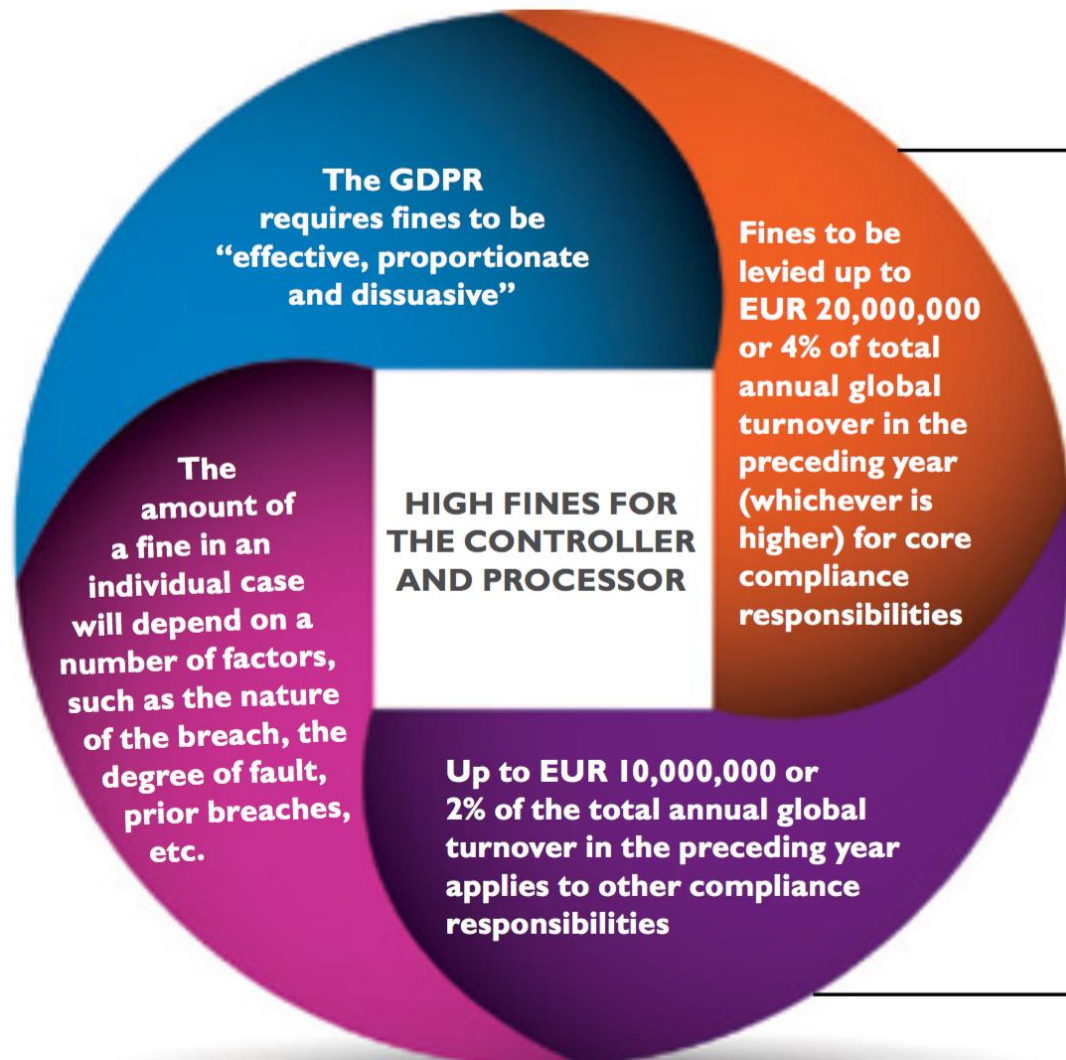 The GDPR
requires fines to be
“effective, proportionate
and dissuasive”
Fines to be
levied up to
EUR 20,000,000
or 4% of total
annual global
turnover in the
preceding year
(whichever is
higher) for core
compliance
responsibilities
HIGH FINES FOR
THE CONTROLLER
AND PROCESSOR
The
amount of
a fine in an
individual case
will depend on a
number of factors,
such as the nature
of the breach, the
degree of fault,
prior breaches,
etc.
Up to EUR 10,000,000 or
2% of the total annual global
turnover in the preceding year
applies to other compliance
responsibilities